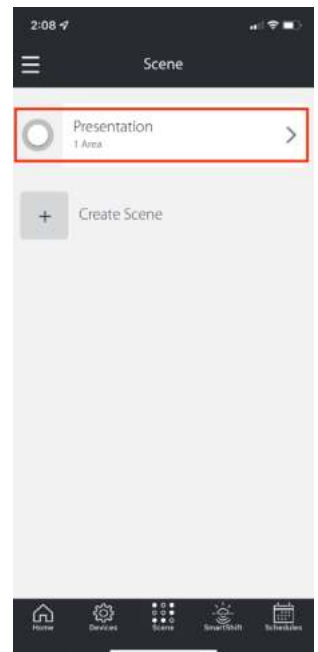 2:08
Scene
Presentation
1 Area
+ Create Scene
Home Devices Scene SmartShift Schedules